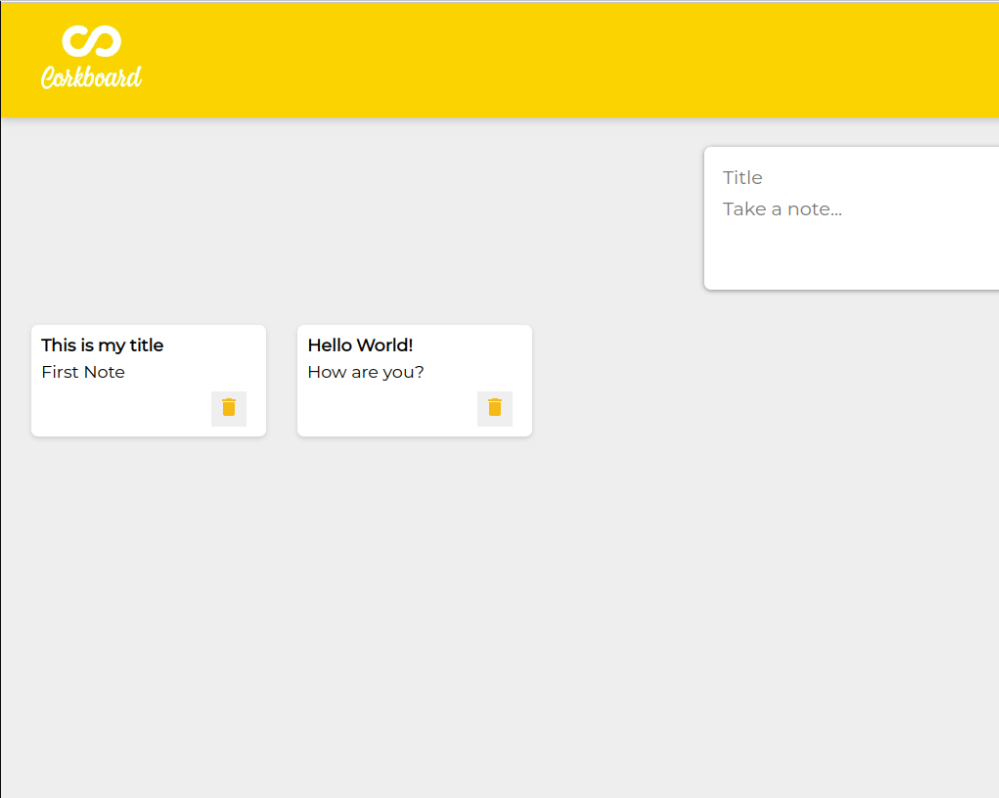 Corkboard
Title
Take a note...
This is my title
First Note
Hello World!
How are you?